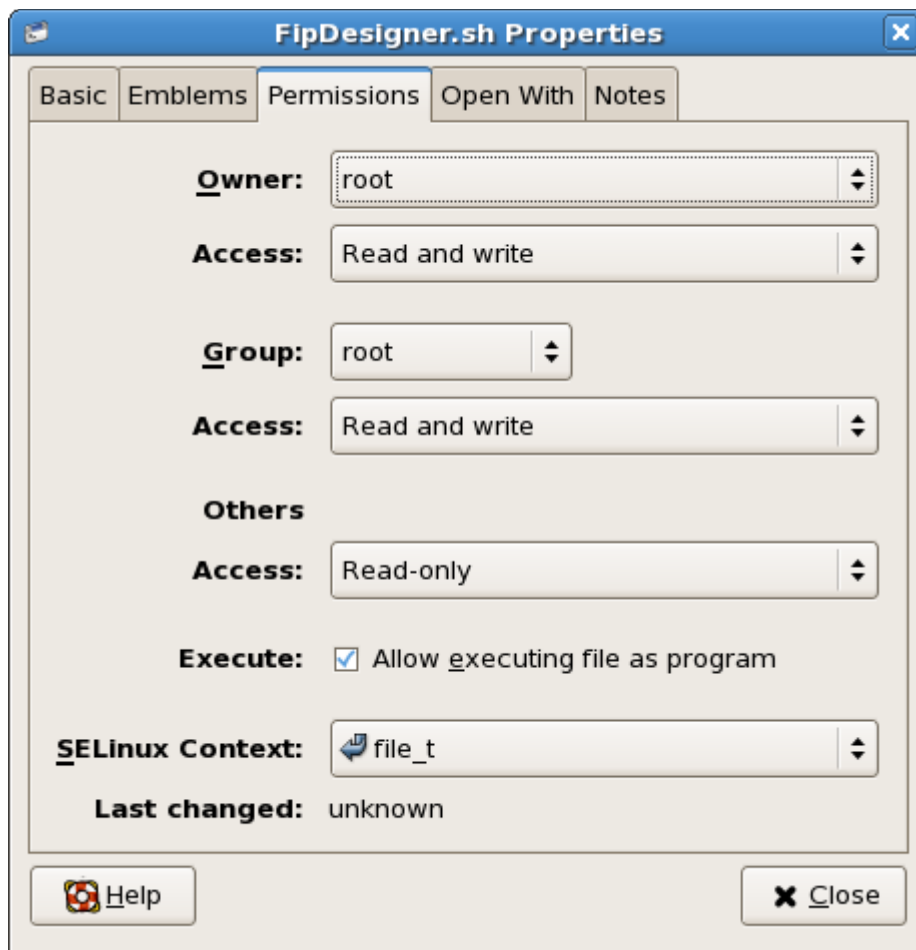 FipDesigner.sh Properties
Basic Emblems Permissions Open With Notes
Owner: root
Access: Read and write
Group: root
Access: Read and write
Others
Access: Read-only
Execute: Allow executing file as program
SELinux Context: file_t
Last changed: unknown
Help Close